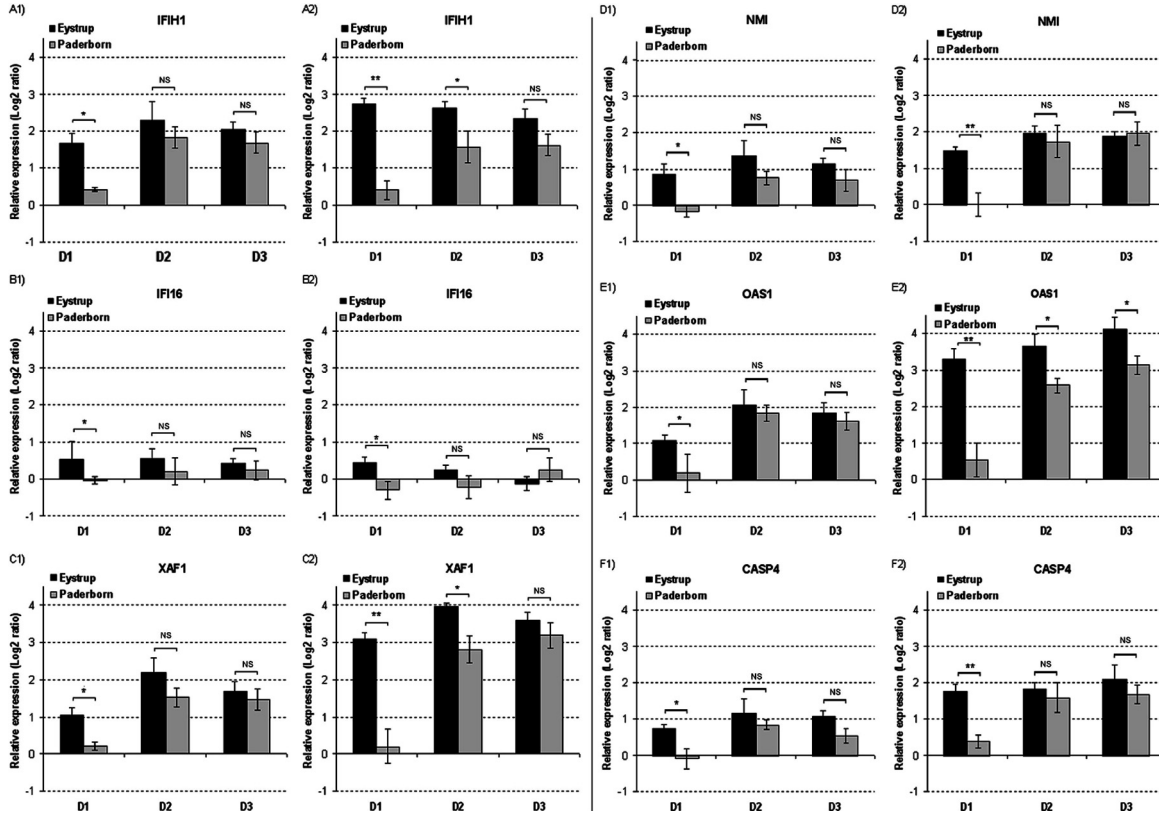 A1)
IFIH1
Eystrup
Paderborn
Relative expression (Log2 ratio)
4
3
2
1
0
-1
*
NS
NS
D1
D2
D3
A2)
IFIH1
Eystrup
Paderborn
Relative expression (Log2 ratio)
4
3
2
1
0
-1
**
*
NS
D1
D2
D3
D1)
NMI
Eystrup
Paderborn
Relative expression (Log2 ratio)
4
3
2
1
0
-1
*
NS
NS
D1
D2
D3
D2)
NMI
Eystrup
Paderborn
Relative expression (Log2 ratio)
4
3
2
1
0
-1
**
NS
NS
D1
D2
D3
B1)
IFI16
Eystrup
Paderborn
Relative expression (Log2 ratio)
4
3
2
1
0
-1
*
NS
NS
D1
D2
D3
B2)
IFI16
Eystrup
Paderborn
Relative expression (Log2 ratio)
4
3
2
1
0
-1
*
NS
NS
D1
D2
D3
E1)
OAS1
Eystrup
Paderborn
Relative expression (Log2 ratio)
4
3
2
1
0
-1
*
NS
NS
D1
D2
D3
E2)
OAS1
Eystrup
Paderborn
Relative expression (Log2 ratio)
4
3
2
1
0
-1
**
*
*
D1
D2
D3
C1)
XAF1
Eystrup
Paderborn
Relative expression (Log2 ratio)
4
3
2
1
0
-1
*
NS
NS
D1
D2
D3
C2)
XAF1
Eystrup
Paderborn
Relative expression (Log2 ratio)
4
3
2
1
0
-1
**
*
NS
D1
D2
D3
F1)
CASP4
Eystrup
Paderborn
Relative expression (Log2 ratio)
4
3
2
1
0
-1
*
NS
NS
D1
D2
D3
F2)
CASP4
Eystrup
Paderborn
Relative expression (Log2 ratio)
4
3
2
1
0
-1
**
NS
NS
D1
D2
D3